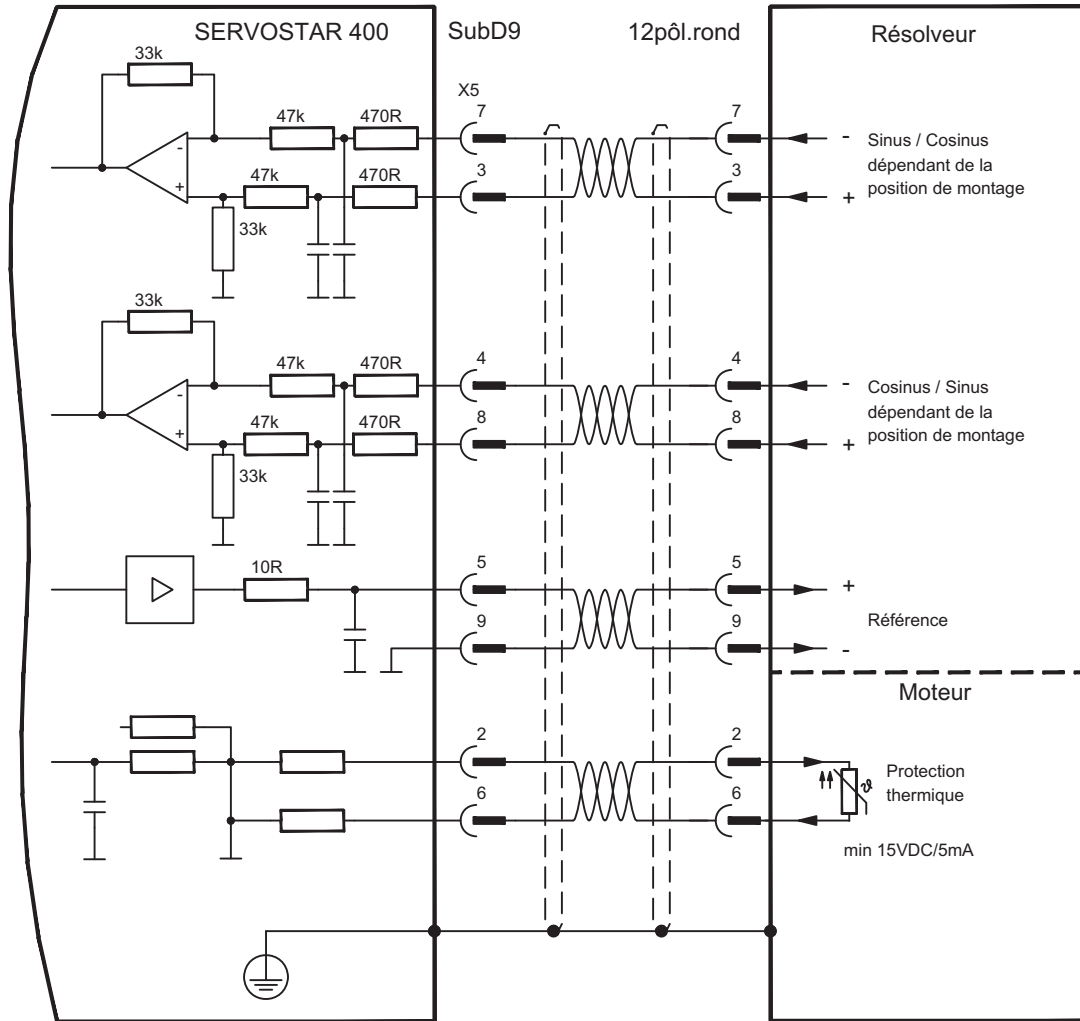 SERVOSTAR 400
SubD9
12pôl.rond
Résolveur
33k
X5
47k
470R
7
7
-
Sinus / Cosinus
dépendant de la
position de montage
-
+
47k
470R
3
3
+
33k
33k
47k
470R
4
4
-
Cosinus / Sinus
dépendant de la
position de montage
-
+
47k
470R
8
8
+
33k
10R
5
5
+
Référence
9
9
-
Moteur
2
2
Protection
thermique
ϑ
6
6
min 15VDC/5mA